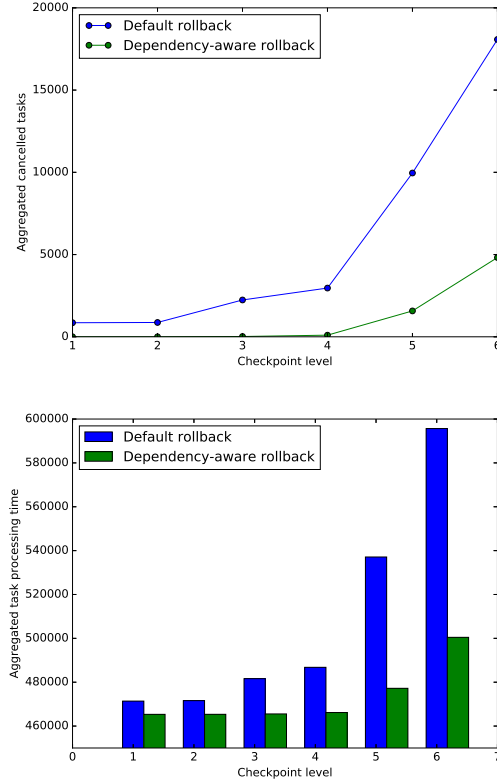 20000
Default rollback
Dependency-aware rollback
15000
10000
5000
0
Aggregated cancelled tasks
1 2 3 4 5 6
Checkpoint level
600000
Default rollback
Dependency-aware rollback
580000
560000
540000
520000
500000
480000
460000
Aggregated task processing time
0 1 2 3 4 5 6 7
Checkpoint level